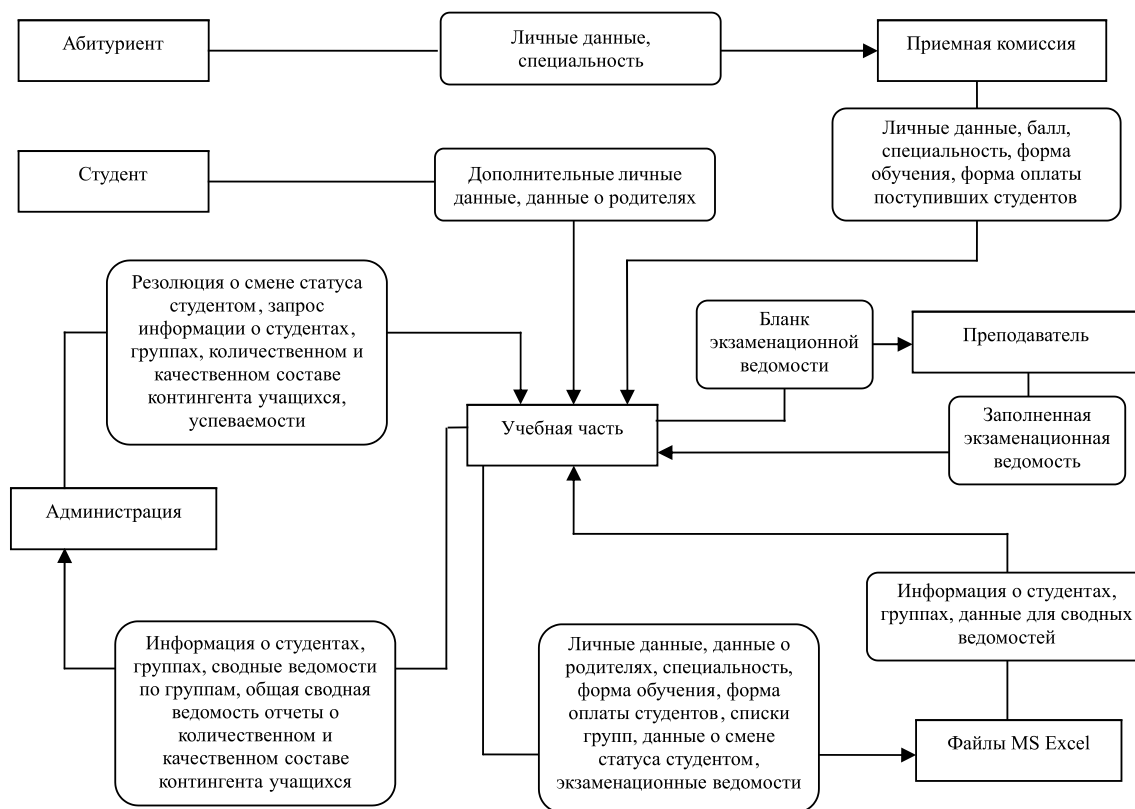 Абитуриент
Личные данные,
специальность
Приемная комиссия
Личные данные, балл,
специальность, форма
обучения, форма оплаты
поступивших студентов
Студент
Дополнительные личные
данные, данные о родителях
Резолюция о смене статуса
студентом, запрос
информации о студентах,
группах, количественном и
качественном составе
контингента учащихся,
успеваемости
Бланк
экзаменационной
ведомости
Преподаватель
Учебная часть
Заполненная
экзаменационная
ведомость
Администрация
Информация о студентах,
группах, данные для сводных
ведомостей
Информация о студентах,
группах, сводные ведомости
по группам, общая сводная
ведомость отчеты о
количественном и
качественном составе
контингента учащихся
Личные данные, данные о
родителях, специальность,
форма обучения, форма
оплаты студентов, списки
групп, данные о смене
статуса студентом,
экзаменационные ведомости
Файлы MS Excel